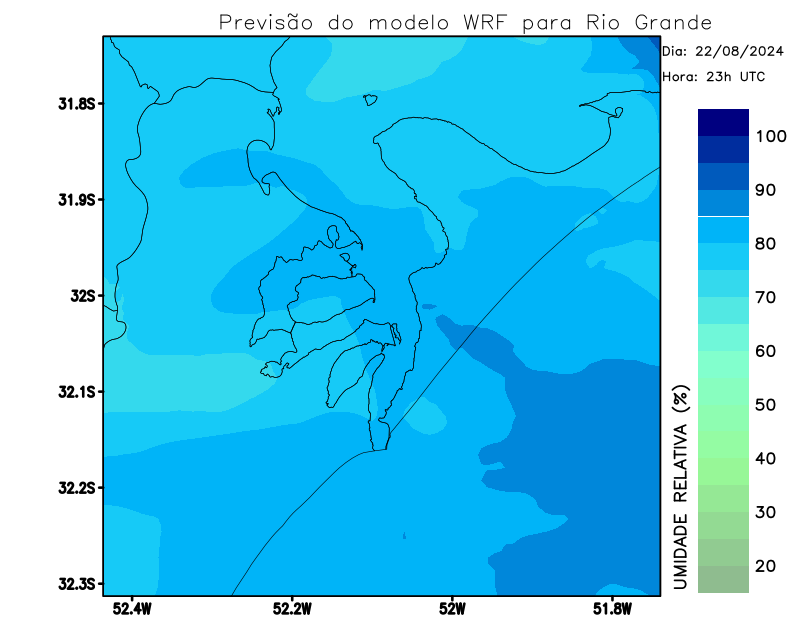 Previsão do modelo WRF para Rio Grande
Dia: 22/08/2024
Hora: 23h UTC
31.8S
31.9S
32S
32.1S
32.2S
32.3S
52.4W
52.2W
52W
51.8W
100
90
80
70
60
50
40
30
20
UMIDADE RELATIVA (%)